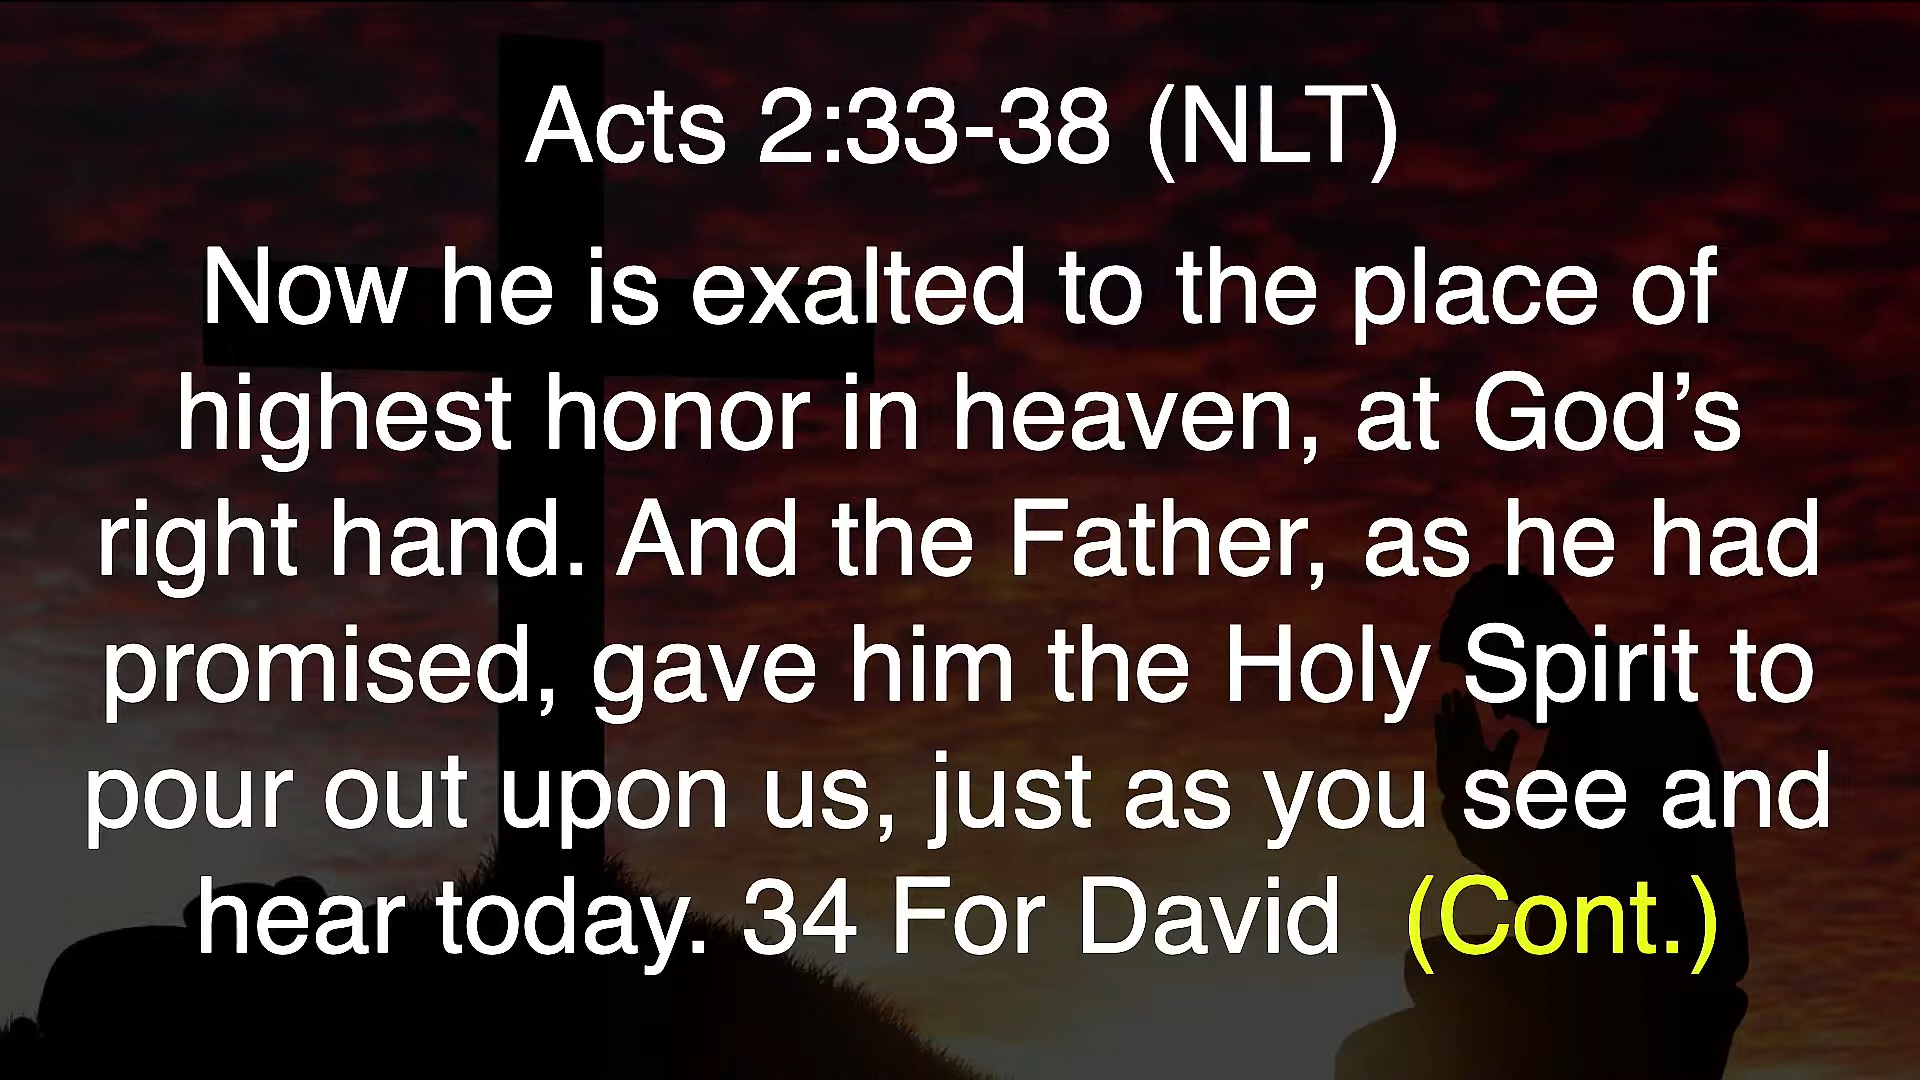 Acts 2:33-38 (NLT)
Now he is exalted to the place of
highest honor in heaven, at God’s
right hand. And the Father, as he had
promised, gave him the Holy Spirit to
pour out upon us, just as you see and
hear today. 34 For David (Cont.)